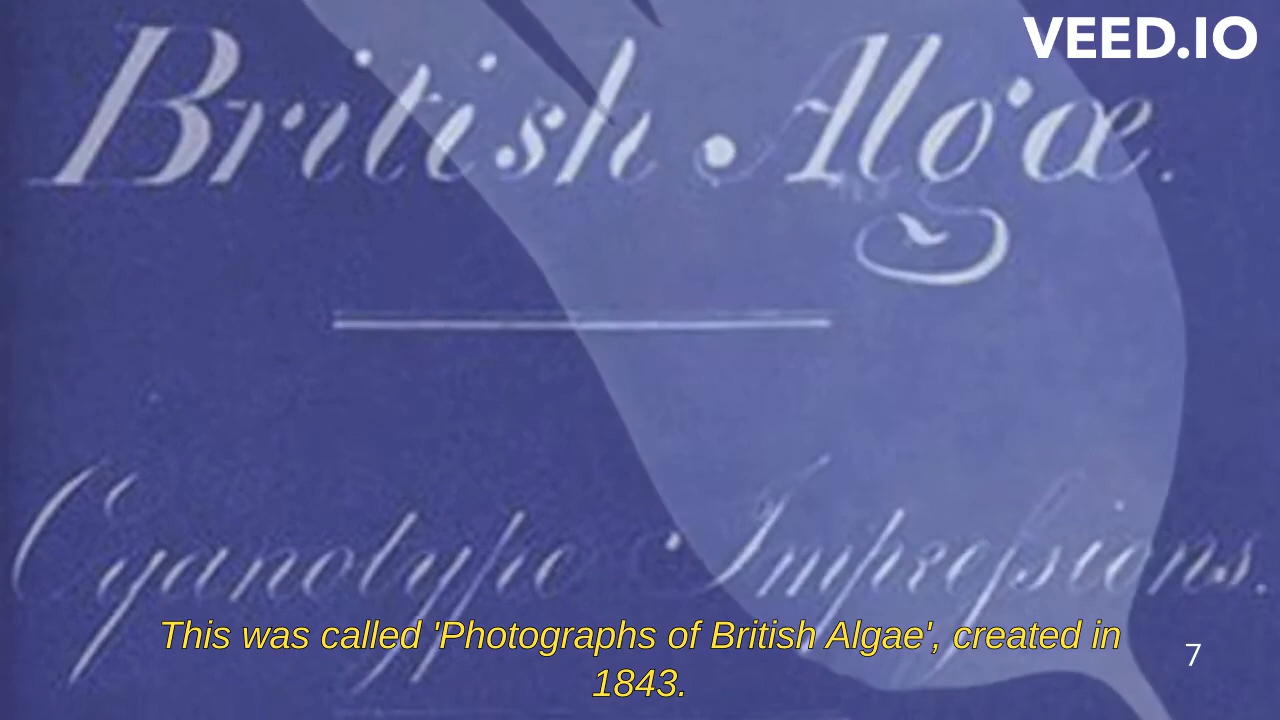 VEED.IO
British Algæ.
Cyanotype Impreſsions.
This was called 'Photographs of British Algae', created in
1843.
7